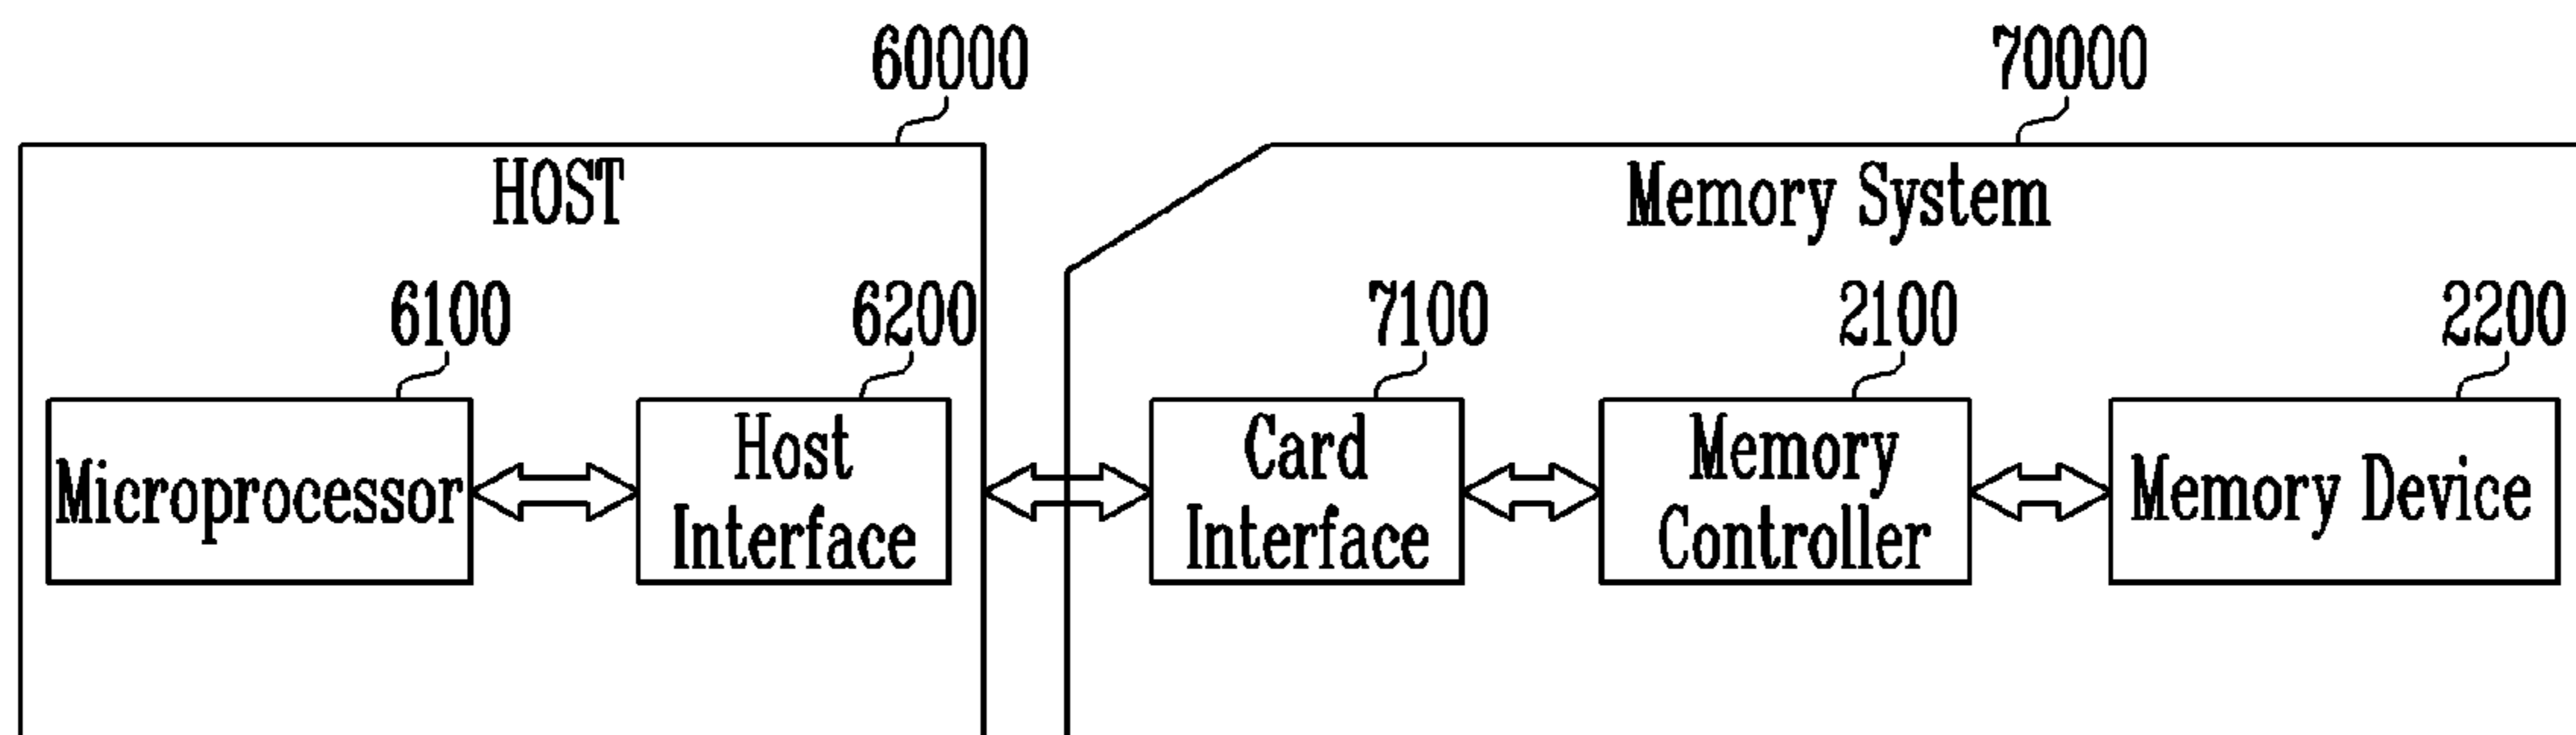 60000
70000
HOST
Memory System
6100
6200
7100
2100
2200
Microprocessor
Host
Interface
Card
Interface
Memory
Controller
Memory Device